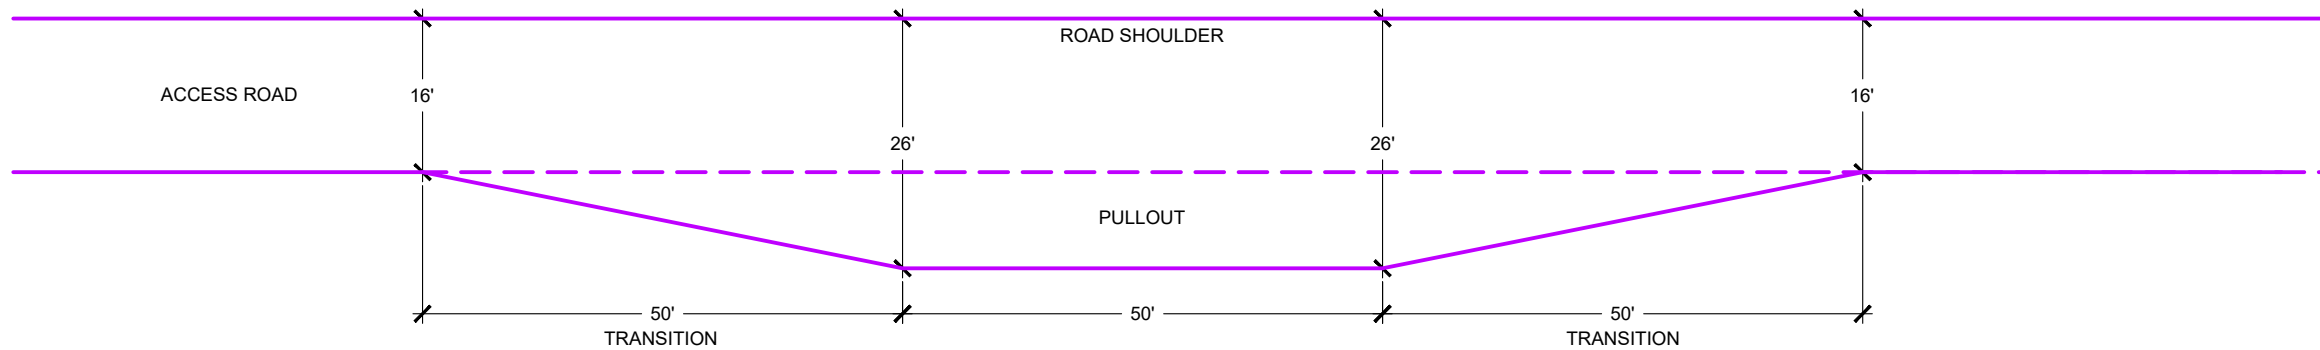 ROAD SHOULDER
ACCESS ROAD
16'
16'
26'
26'
PULLOUT
50'
50'
50'
TRANSITION
TRANSITION